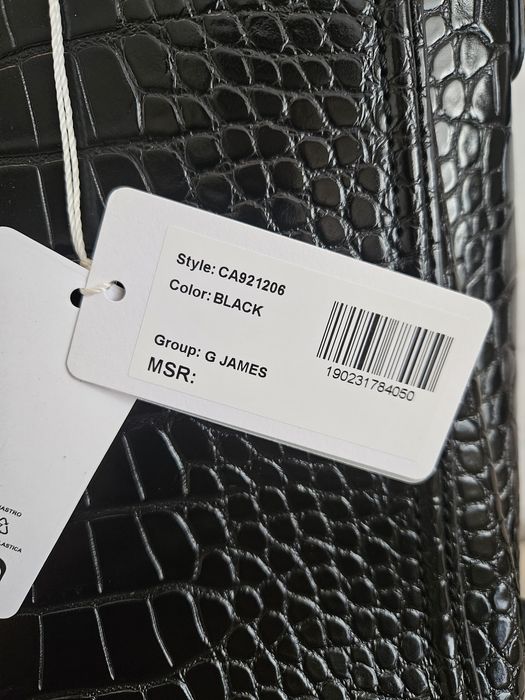 Style: CA921206
Color: BLACK
Group: G JAMES
MSR:
190231784050